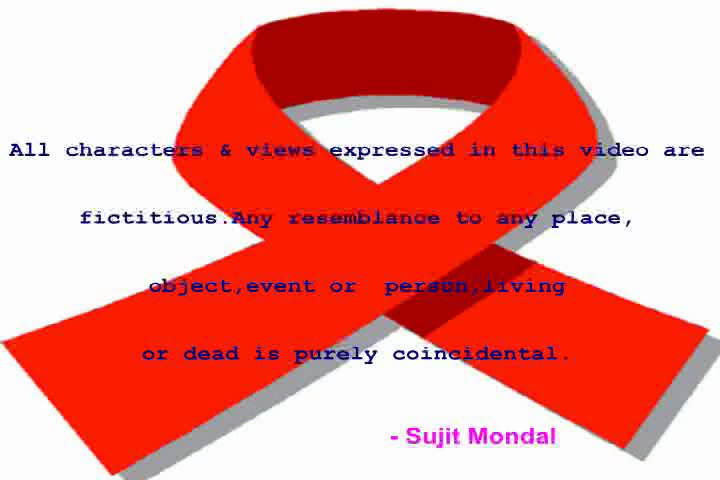 All characters & views expressed in this video are
fictitious.Any resemblance to any place,
object,event or person,living
or dead is purely coincidental.
- Sujit Mondal